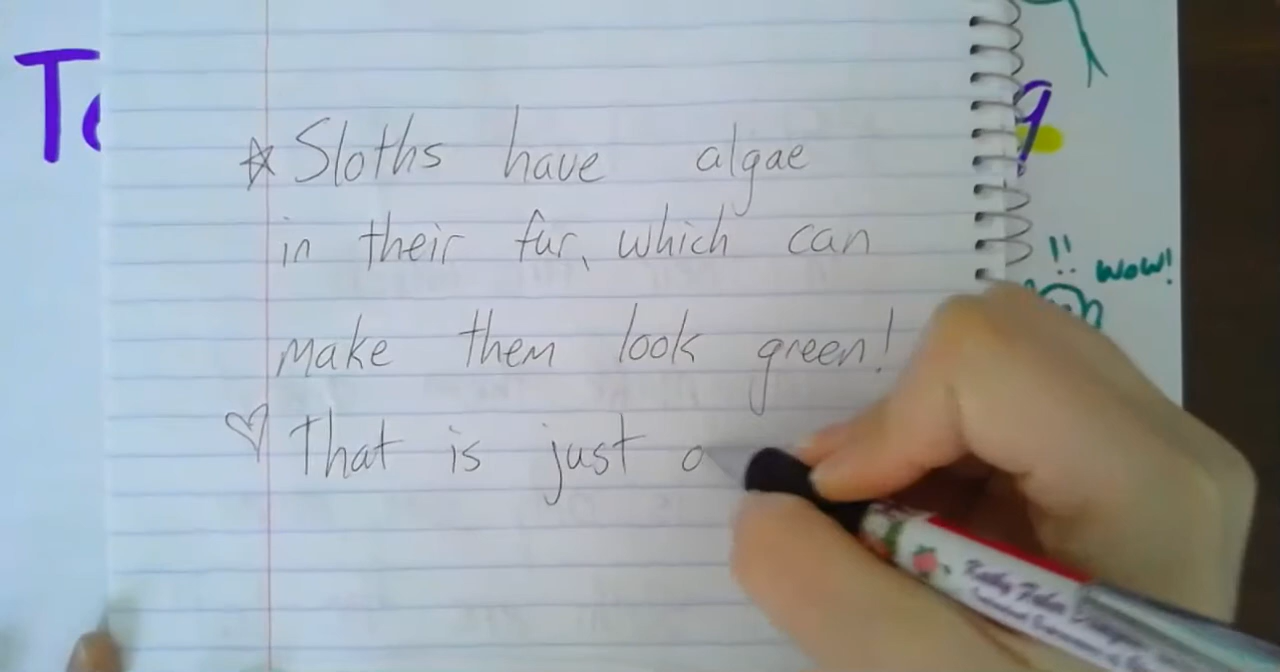 Sloths have algae
in their fur, which can
make them look green!
That is just o
!! Wow!